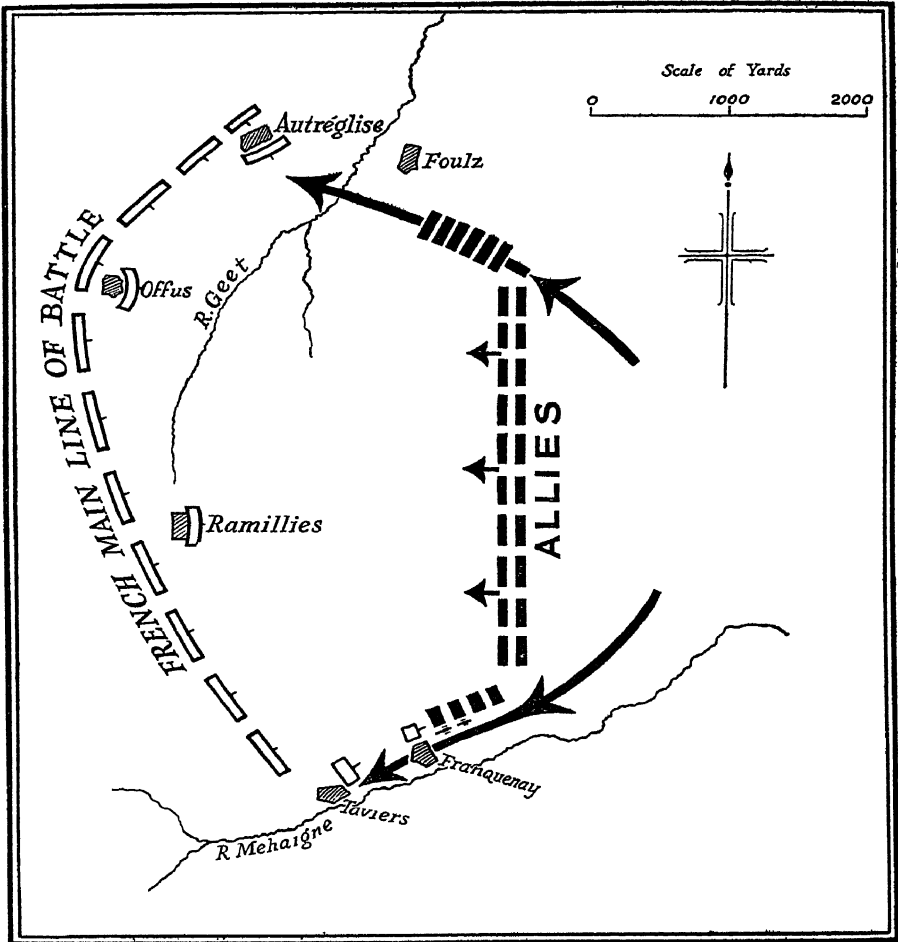 Scale of Yards
0 1000 2000
Autréglise
Foulz
Offus
R. Geet
FRENCH MAIN LINE OF BATTLE
ALLIES
Ramillies
Franquenay
Taviers
R Mehaigne